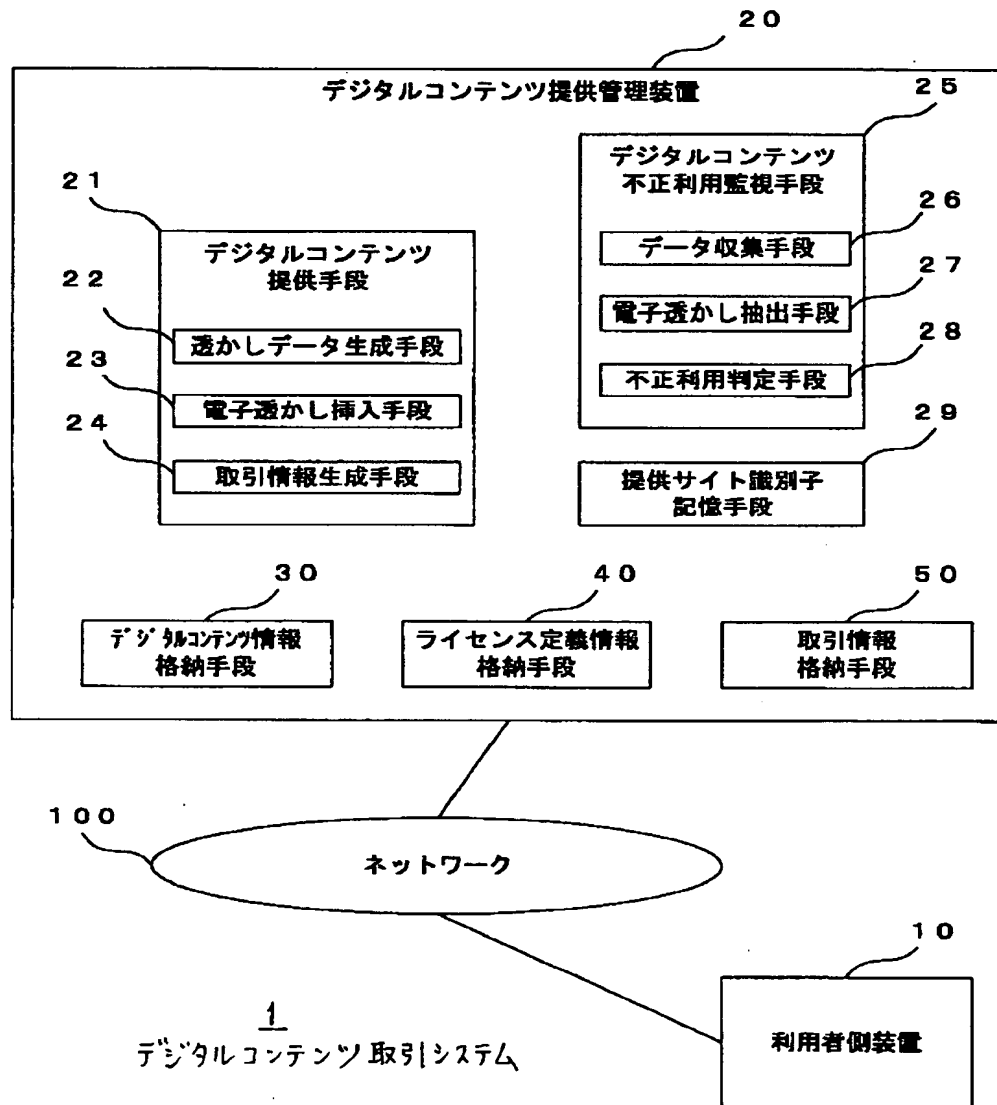 20
デジタルコンテンツ提供管理装置
25
デジタルコンテンツ
不正利用監視手段
21
26
デジタルコンテンツ
提供手段
データ収集手段
22
27
透かしデータ生成手段
電子透かし抽出手段
23
28
電子透かし挿入手段
不正利用判定手段
24
29
取引情報生成手段
提供サイト識別子
記憶手段
30
40
50
デジタルコンテンツ情報
格納手段
ライセンス定義情報
格納手段
取引情報
格納手段
100
ネットワーク
10
利用者側装置
1
デジタルコンテンツ取引システム